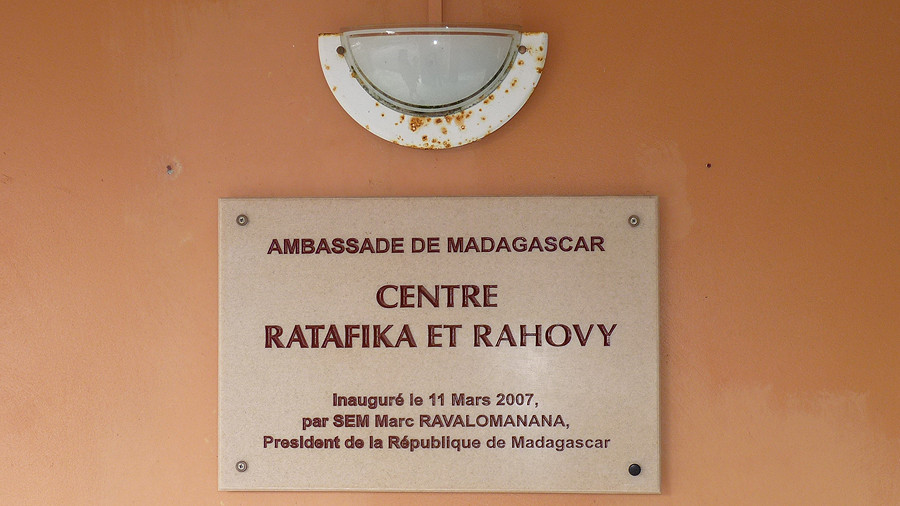 AMBASSADE DE MADAGASCAR
CENTRE
RATAFIKA ET RAHOVY
Inauguré le 11 Mars 2007,
par SEM Marc RAVALOMANANA,
President de la République de Madagascar